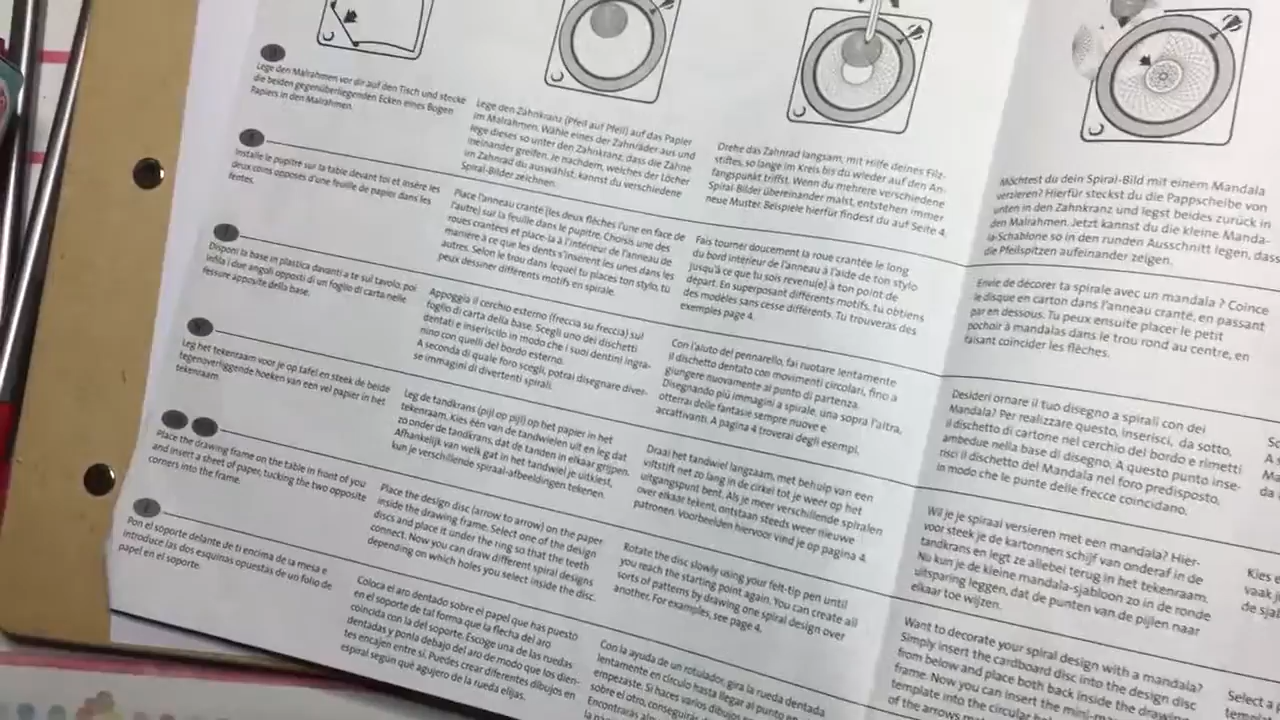 Lege den Malrahmen vor dir auf den Tisch und stecke
die beiden gegenüberliegenden Ecken eines Bogen
Papiers in den Malrahmen.
Lege den Zahnkranz (Pfeil auf Pfeil) auf das Papier
im Malrahmen. Wähle eines der Zahnräder aus und
lege dieses so unter den Zahnkranz, dass die Zähne
ineinander greifen. Je nachdem, welches der Löcher
im Zahnrad du auswählst, kannst du verschiedene
Spiral-Bilder zeichnen.
Drehe das Zahnrad langsam, mit Hilfe deines Filz-
stiftes, so lange im Kreis bis du wieder auf den An-
fangspunkt triffst. Wenn du mehrere verschiedene
Spiral-Bilder übereinander malst, entstehen immer
neue Muster. Beispiele hierfür findest du auf Seite 4.
Möchtest du dein Spiral-Bild mit einem Mandala
verzieren? Hierfür steckst du die Pappscheibe von
unten in den Zahnkranz und legst beides zurück in
den Malrahmen. Jetzt kannst du die kleine Manda-
la-Schablone so in den runden Ausschnitt legen, dass
die Pfeilspitzen aufeinander zeigen.
Installe le pupitre sur la table devant toi et insère les
deux coins opposés d'une feuille de papier dans les
fentes.
Place l'anneau cranté (les deux flèches l'une en face de
l'autre) sur la feuille dans le pupitre. Choisis une des
roues crantées et place-la à l'intérieur de l'anneau de
manière à ce que les dents s'insèrent les unes dans les
autres. Selon le trou dans lequel tu places ton stylo, tu
peux dessiner différents motifs en spirale.
Fais tourner doucement la roue crantée le long
du bord intérieur de l'anneau à l'aide de ton stylo
jusqu'à ce que tu sois revenu(e) à ton point de
départ. En superposant différents motifs, tu obtiens
des modèles sans cesse différents. Tu trouveras des
exemples page 4.
Envie de décorer ta spirale avec un mandala ? Coince
le disque en carton dans l'anneau cranté, en passant
par en dessous. Tu peux ensuite placer le petit
pochoir à mandalas dans le trou rond au centre, en
faisant coïncider les flèches.
Disponi la base in plastica davanti a te sul tavolo, poi
infila i due angoli opposti di un foglio di carta nelle
fessure apposite della base.
Appoggia il cerchio esterno (freccia su freccia) sul
foglio di carta della base. Scegli uno dei dischetti
dentati e inseriscilo in modo che i suoi dentini ingra-
nino con quelli del bordo esterno.
A seconda di quale foro scegli, potrai disegnare diver-
se immagini di divertenti spirali.
Con l'aiuto del pennarello, fai ruotare lentamente
il dischetto dentato con movimenti circolari, fino a
giungere nuovamente al punto di partenza.
Disegnando più immagini a spirale, una sopra l'altra,
otterrai delle fantasie sempre nuove e
accattivanti. A pagina 4 troverai degli esempi.
Desideri ornare il tuo disegno a spirali con dei
Mandala? Per realizzare questo, inserisci, da sotto,
il dischetto di cartone nel cerchio del bordo e rimetti
ambedue nella base di disegno. A questo punto inse-
risci il dischetto del Mandala nel foro predisposto,
in modo che le punte delle frecce coincidano.
Leg het tekenraam voor je op tafel en steek de beide
tegenoverliggende hoeken van een vel papier in het
tekenraam.
Leg de tandkrans (pijl op pijl) op het papier in het
tekenraam. Kies één van de tandwielen uit en leg dat
zo onder de tandkrans, dat de tanden in elkaar grijpen.
Afhankelijk van welk gat in het tandwiel je uitkiest,
kun je verschillende spiraal-afbeeldingen tekenen.
Draai het tandwiel langzaam, met behulp van een
viltstift net zo lang in de cirkel tot je weer op het
uitgangspunt bent. Als je meer verschillende spiralen
over elkaar tekent, ontstaan steeds weer nieuwe
patronen. Voorbeelden hiervoor vind je op pagina 4.
Wil je je spiraal versieren met een mandala? Hier-
voor steek je de kartonnen schijf van onderaf in de
tandkrans en legt ze allebei terug in het tekenraam.
Nu kun je de kleine mandala-sjabloon zo in de ronde
uitsparing leggen, dat de punten van de pijlen naar
elkaar toe wijzen.
Kies
vaak
de
Place the drawing frame on the table in front of you
and insert a sheet of paper, tucking the two opposite
corners into the frame.
Place the design disc (arrow to arrow) on the paper
inside the drawing frame. Select one of the design
discs and place it under the ring so that the teeth
connect. Now you can draw different spiral designs
depending on which holes you select inside the disc.
Rotate the disc slowly using your felt-tip pen until
you reach the starting point again. You can create all
sorts of patterns by drawing one spiral design over
another. For examples, see page 4.
Want to decorate your spiral design with a mandala?
Simply insert the cardboard disc into the design disc
from below and place both back inside the drawing
frame. Now you can insert the mini-
template into the circular
of the arrows
Select a
Pon el soporte delante de ti encima de la mesa e
introduce las dos esquinas opuestas de un folio de
papel en el soporte.
Coloca el aro dentado sobre el papel que has puesto
en el soporte de tal forma que la flecha del aro
coincida con la del soporte. Escoge una de las ruedas
dentadas y ponla debajo del aro de modo que los dien-
tes encajen entre sí. Puedes crear diferentes dibujos en
espiral según qué agujero de la rueda elijas.
Con la ayuda de un rotulador, gira la rueda dentada
lentamente en círculo hasta llegar al punto en
empezaste. Si haces varios dibujos
sobre el otro, conseguirás
Encontrarás